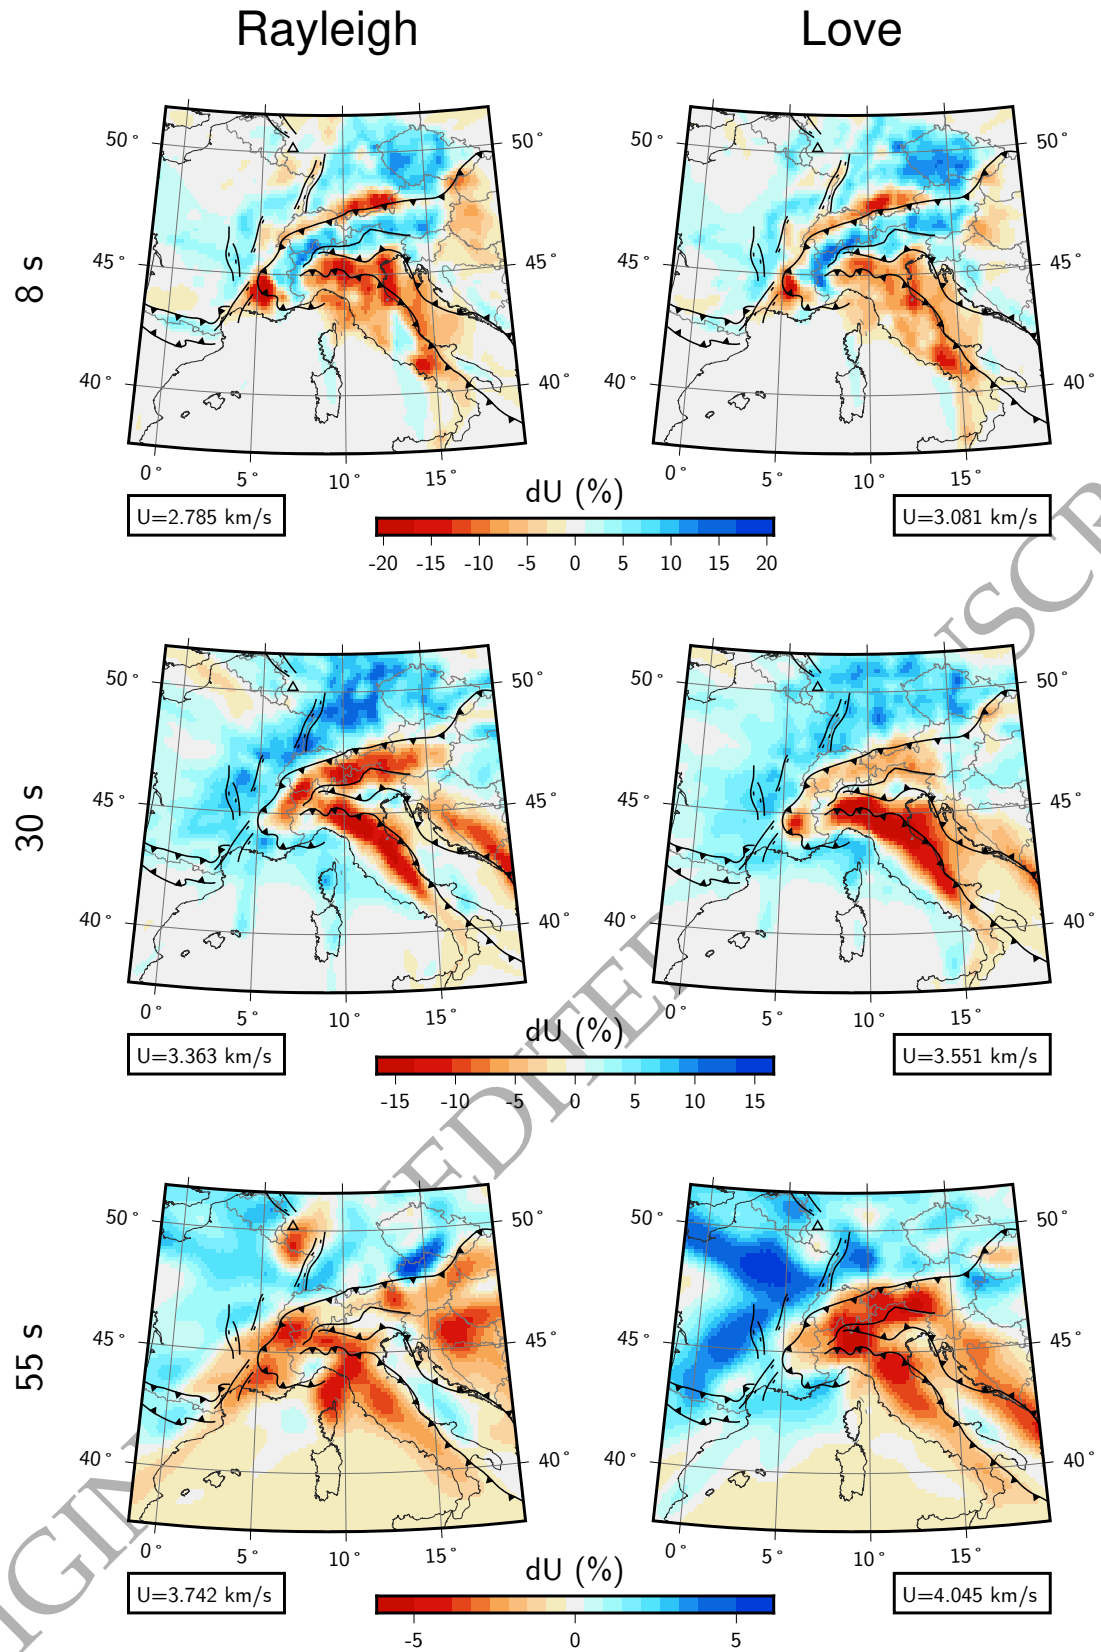 Rayleigh Love
8 s
50° 50° 50° 50°
45° 45° 45° 45°
40° 40° 40° 40°
0° 5° 10° 15° 0° 5° 10° 15°
dU (%)
U=2.785 km/s U=3.081 km/s
-20 -15 -10 -5 0 5 10 15 20
30 s
50° 50° 50° 50°
45° 45° 45° 45°
40° 40° 40° 40°
0° 5° 10° 15° 0° 5° 10° 15°
dU (%)
U=3.363 km/s U=3.551 km/s
-15 -10 -5 0 5 10 15
55 s
50° 50° 50° 50°
45° 45° 45° 45°
40° 40° 40° 40°
0° 5° 10° 15° 0° 5° 10° 15°
dU (%)
U=3.742 km/s U=4.045 km/s
-5 0 5